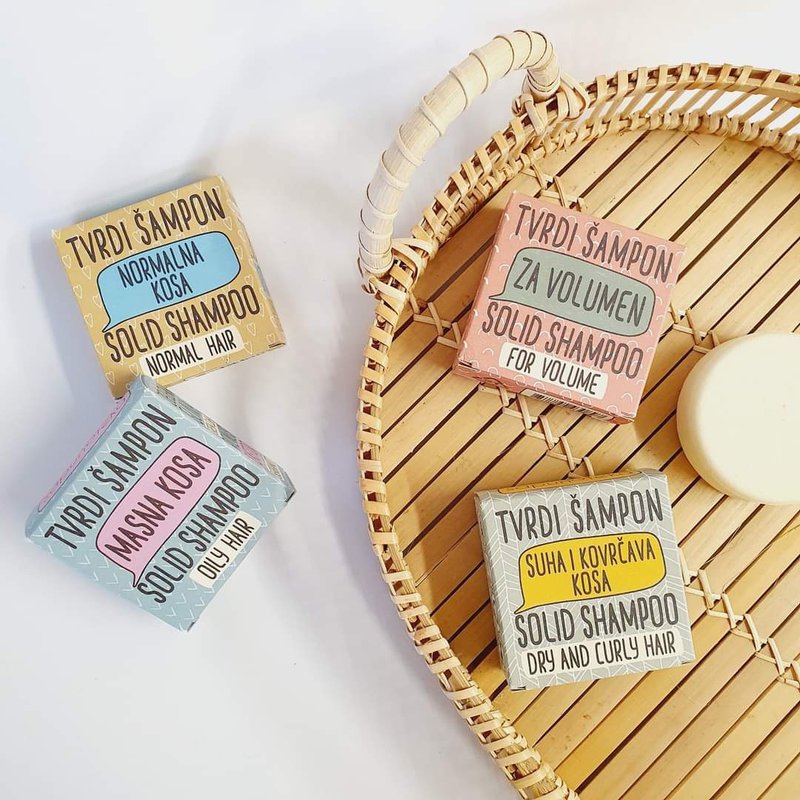 TVRDI ŠAMPON
NORMALNA
KOSA
SOLID SHAMPOO
NORMAL HAIR
TVRDI ŠAMPON
ZA VOLUMEN
SOLID SHAMPOO
FOR VOLUME
TVRDI ŠAMPON
MASNA KOSA
SOLID SHAMPOO
OILY HAIR
TVRDI ŠAMPON
SUHA I KOVRČAVA
KOSA
SOLID SHAMPOO
DRY AND CURLY HAIR